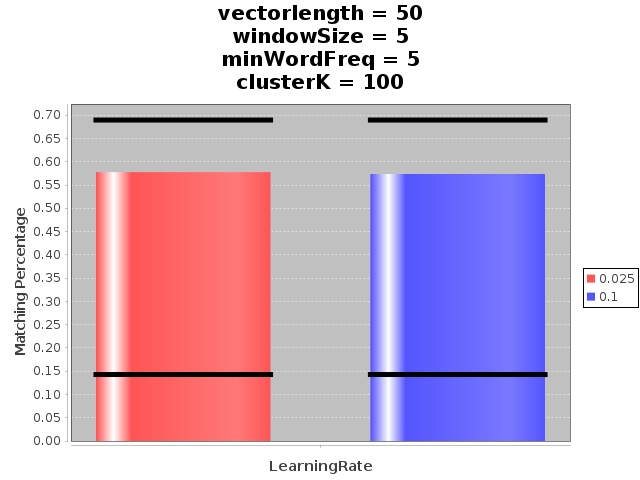 vectorlength = 50
windowSize = 5
minWordFreq = 5
clusterK = 100
Matching Percentage
0.70
0.65
0.60
0.55
0.50
0.45
0.40
0.35
0.30
0.25
0.20
0.15
0.10
0.05
0.00
LearningRate
0.025
0.1